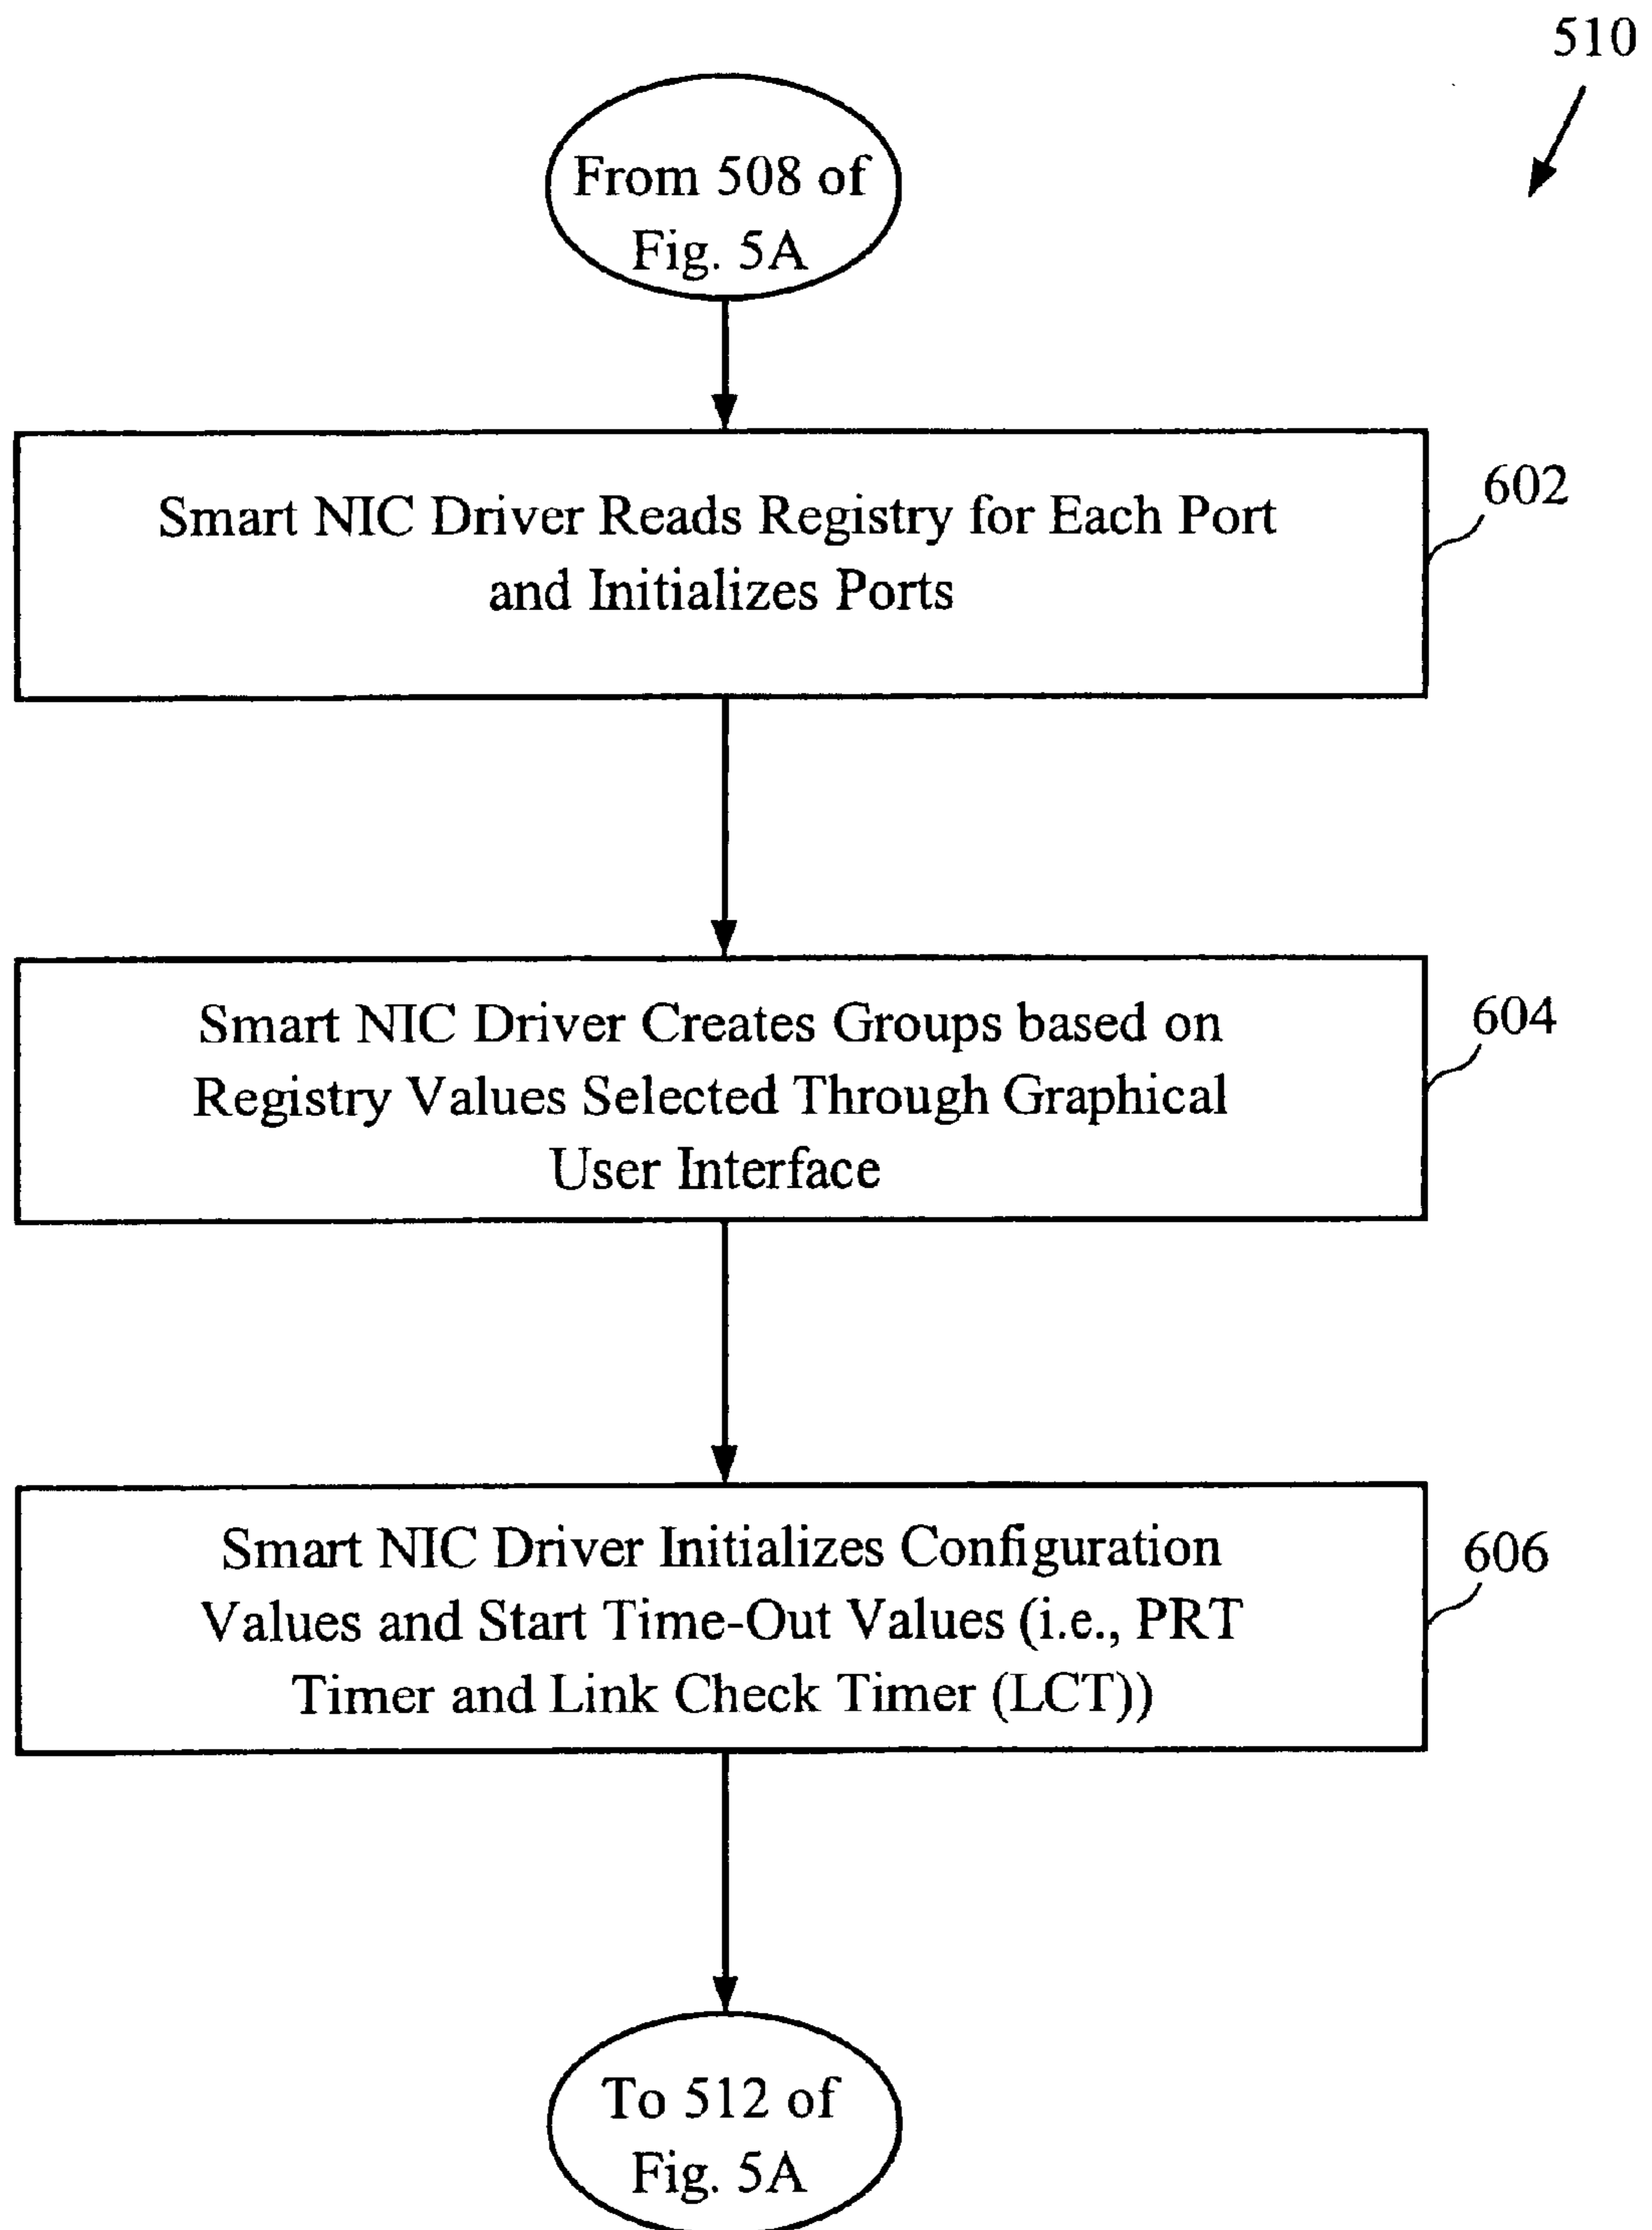 510
From 508 of
Fig. 5A
Smart NIC Driver Reads Registry for Each Port
and Initializes Ports
602
Smart NIC Driver Creates Groups based on
Registry Values Selected Through Graphical
User Interface
604
Smart NIC Driver Initializes Configuration
Values and Start Time-Out Values (i.e., PRT
Timer and Link Check Timer (LCT))
606
To 512 of
Fig. 5A